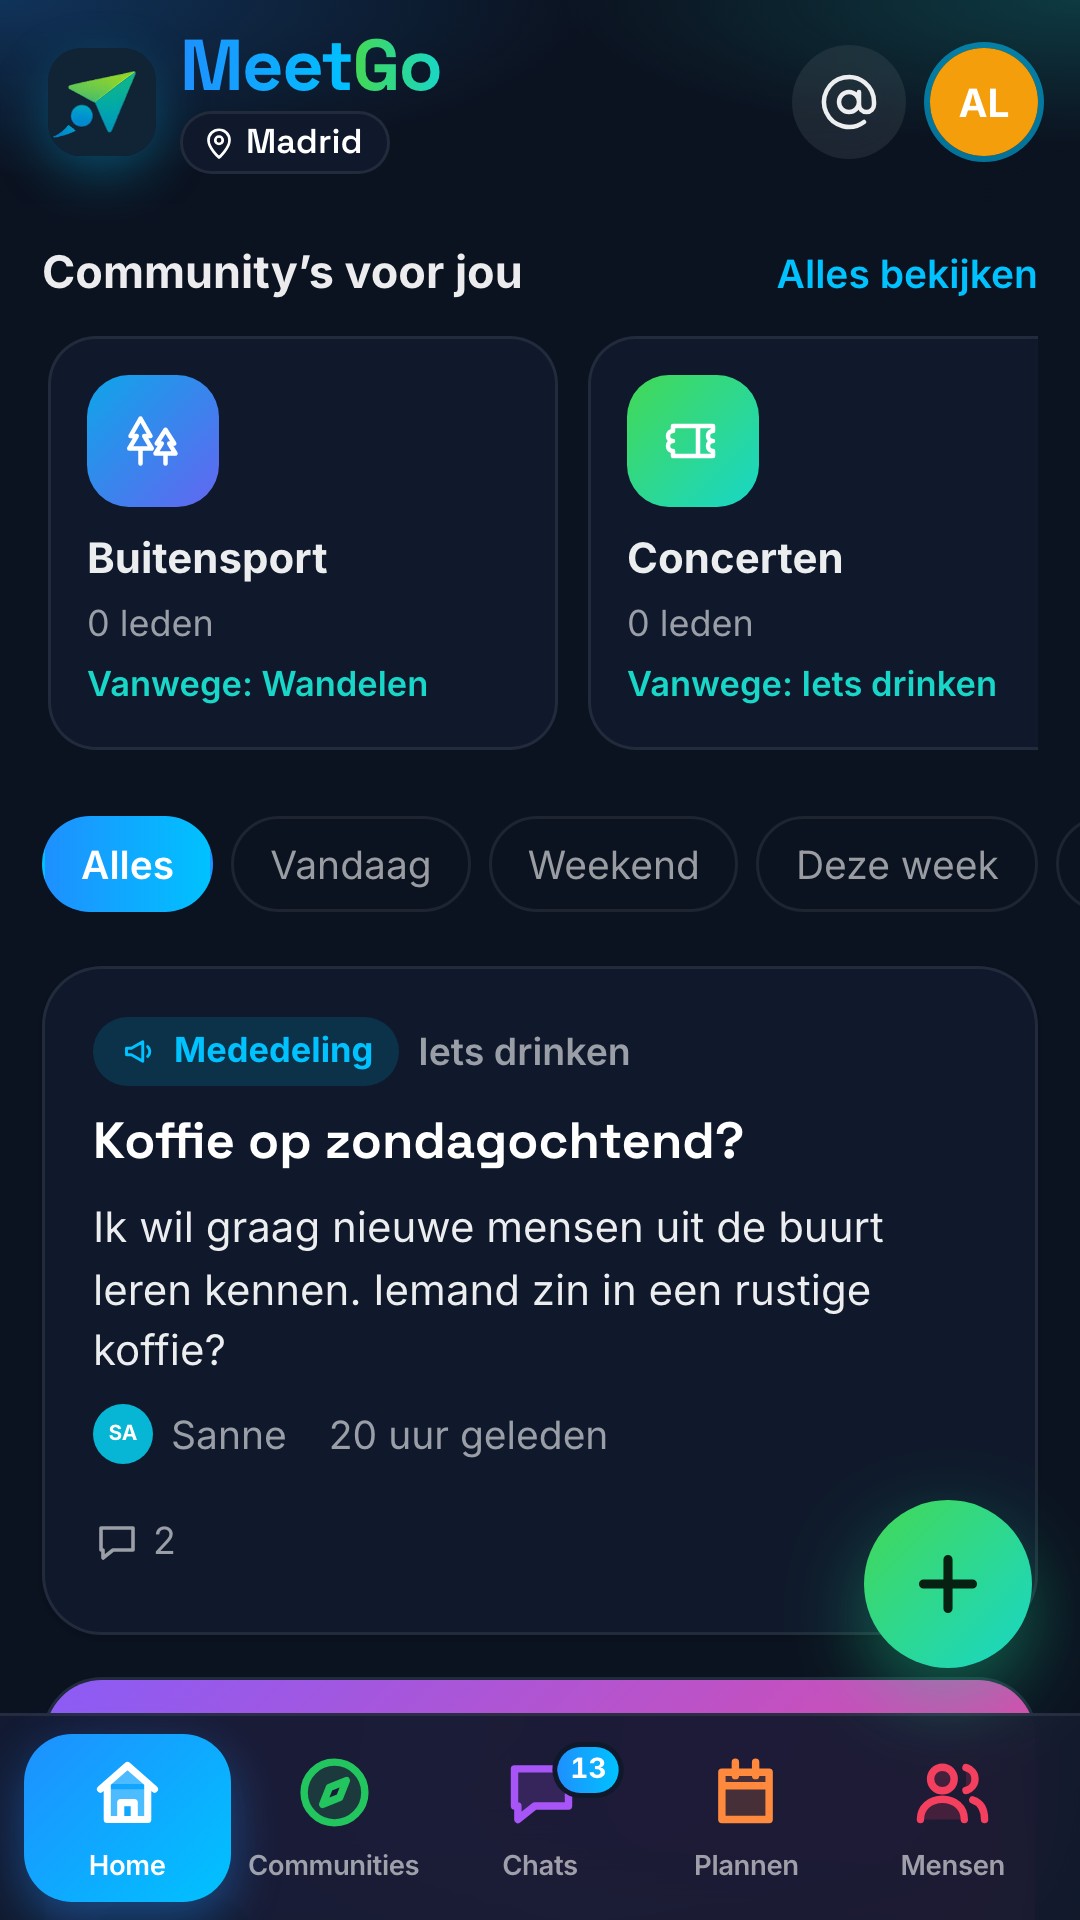 MeetGo
Madrid
@
AL
Community's voor jou
Alles bekijken
Buitensport
0 leden
Vanwege: Wandelen
Concerten
0 leden
Vanwege: Iets drinken
Alles
Vandaag
Weekend
Deze week
Mededeling
Iets drinken
Koffie op zondagochtend?
Ik wil graag nieuwe mensen uit de buurt
leren kennen. Iemand zin in een rustige
koffie?
SA
Sanne
20 uur geleden
2
13
Home
Communities
Chats
Plannen
Mensen